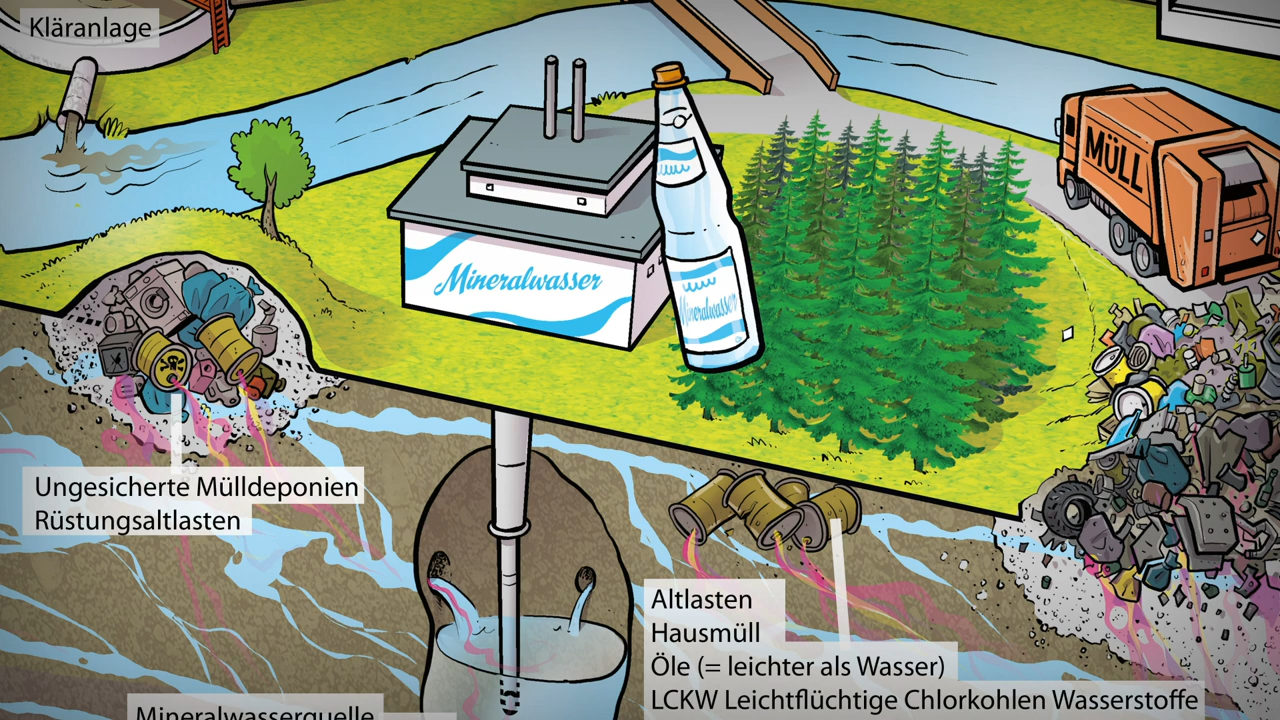 Kläranlage
MÜLL
Mineralwasser
Mineralwasser
Ungesicherte Mülldeponien
Rüstungsaltlasten
Altlasten
Hausmüll
Öle (= leichter als Wasser)
LCKW Leichtflüchtige Chlorkohlen Wasserstoffe
Mineralwasserquelle